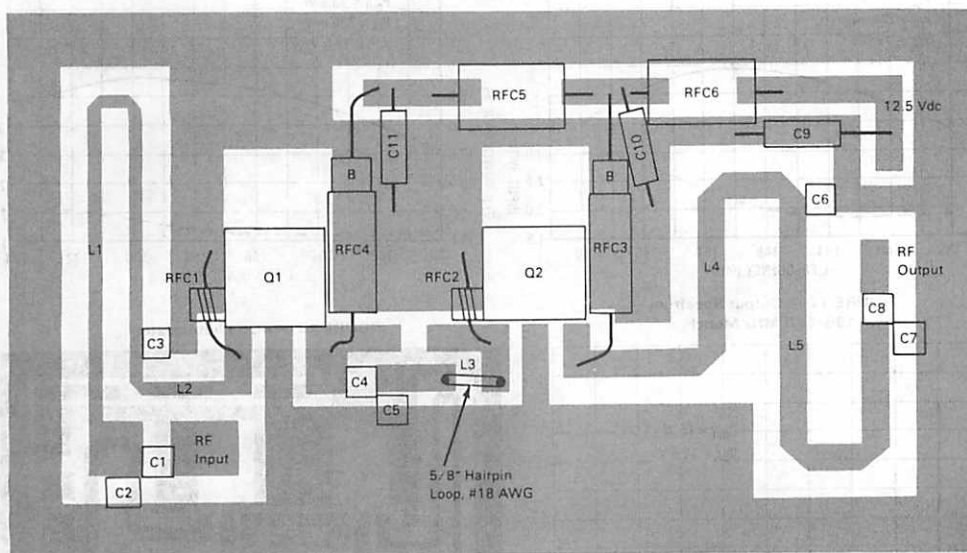 RFC5
RFC6
12.5 Vdc
C11
C10
C9
B
B
C6
L1
RFC4
RFC3
RFC1
Q1
RFC2
Q2
L4
RF
Output
C8
C7
C3
L3
L5
L2
C4
C5
RF
Input
C1
C2
5/8" Hairpin
Loop, #18 AWG